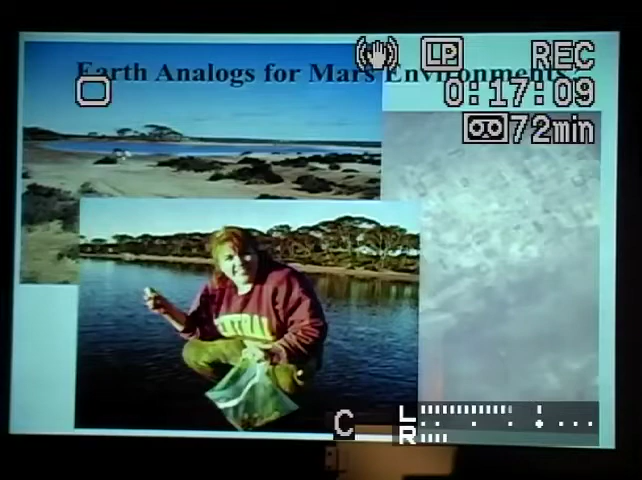 LP REC
Earth Analogs for Mars Environments?
0:17:09
72min
C
L
R